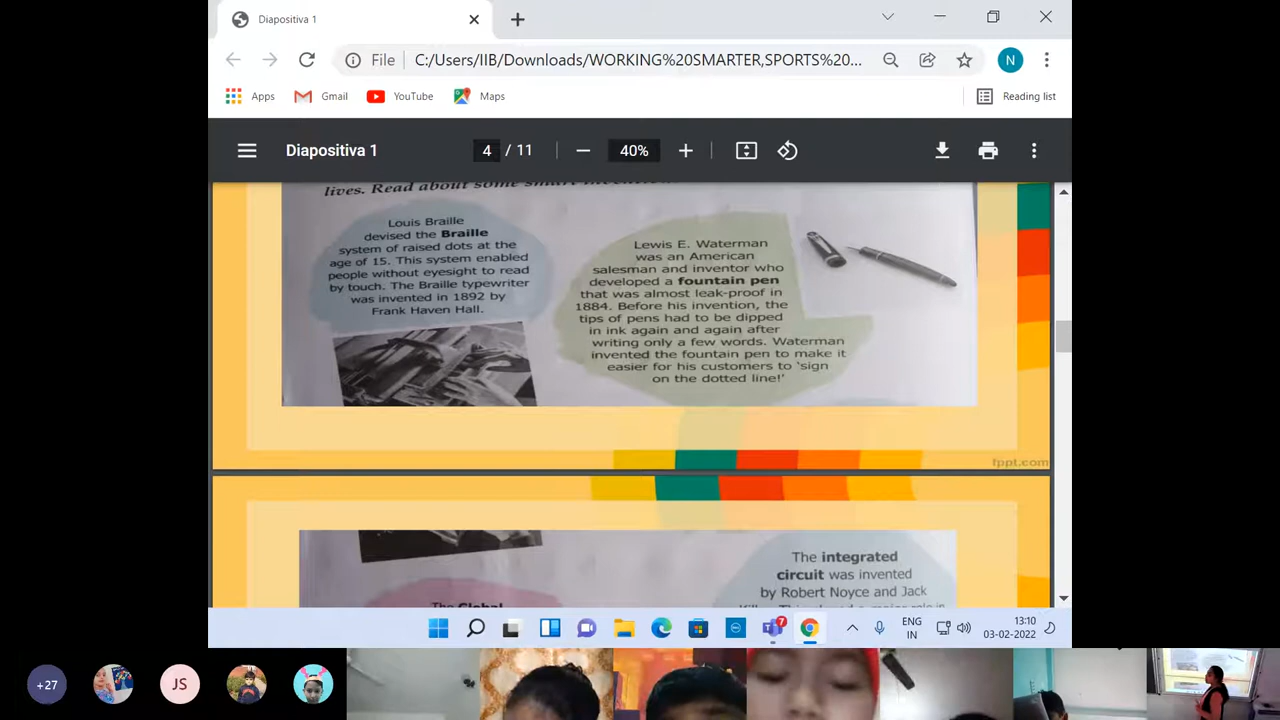 Diapositiva 1
File
C:/Users/IIB/Downloads/WORKING%20SMARTER,SPORTS%20...
N
Apps
Gmail
YouTube
Maps
Reading list
Diapositiva 1
4 / 11
40%
lives. Read about some smart
Louis Braille
devised the Braille
system of raised dots at the
age of 15. This system enabled
people without eyesight to read
by touch. The Braille typewriter
was invented in 1892 by
Frank Haven Hall.
Lewis E. Waterman
was an American
salesman and inventor who
developed a fountain pen
that was almost leak-proof in
1884. Before his invention, the
tips of pens had to be dipped
in ink again and again after
writing only a few words. Waterman
invented the fountain pen to make it
easier for his customers to 'sign
on the dotted line!'
fppt.com
The integrated
circuit was invented
by Robert Noyce and Jack
The Global
7
ENG
IN
13:10
03-02-2022
+27
JS